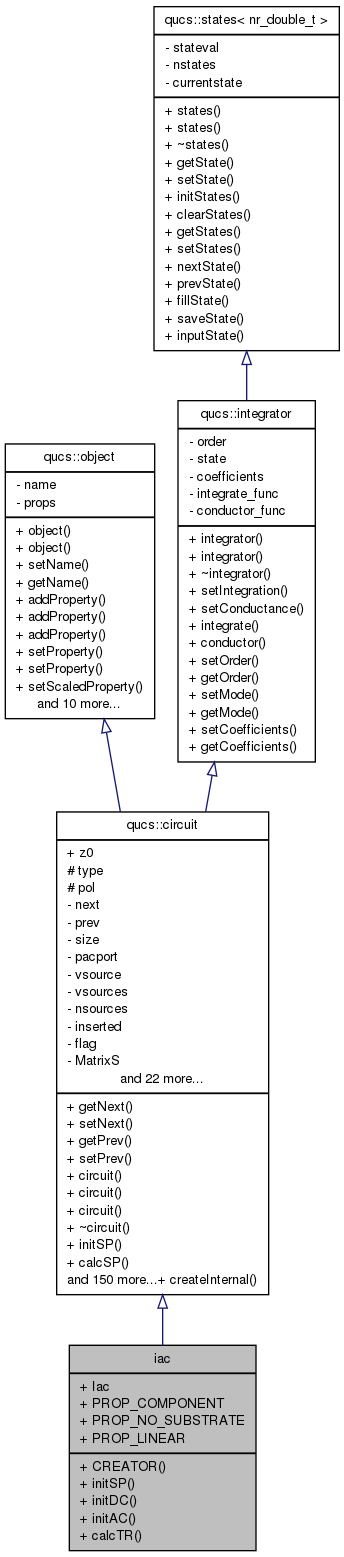 qucs::states< nr_double_t >
- stateval
- nstates
- currentstate
+ states()
+ states()
+ ~states()
+ getState()
+ setState()
+ initStates()
+ clearStates()
+ getStates()
+ setStates()
+ nextState()
+ prevState()
+ fillState()
+ saveState()
+ inputState()
qucs::integrator
- order
- state
- coefficients
- integrate_func
- conductor_func
+ integrator()
+ integrator()
+ ~integrator()
+ setIntegration()
+ setConductance()
+ integrate()
+ conductor()
+ setOrder()
+ getOrder()
+ setMode()
+ getMode()
+ setCoefficients()
+ getCoefficients()
qucs::object
- name
- props
+ object()
+ object()
+ setName()
+ getName()
+ addProperty()
+ addProperty()
+ addProperty()
+ setProperty()
+ setProperty()
+ setScaledProperty()
and 10 more...
qucs::circuit
+ z0
# type
# pol
- next
- prev
- size
- pacport
- vsource
- vsources
- nsources
- inserted
- flag
- MatrixS
and 22 more...
+ getNext()
+ setNext()
+ getPrev()
+ setPrev()
+ circuit()
+ circuit()
+ circuit()
+ ~circuit()
+ initSP()
+ calcSP()
and 150 more...+ createInternal()
iac
+ Iac
+ PROP_COMPONENT
+ PROP_NO_SUBSTRATE
+ PROP_LINEAR
+ CREATOR()
+ initSP()
+ initDC()
+ initAC()
+ calcTR()